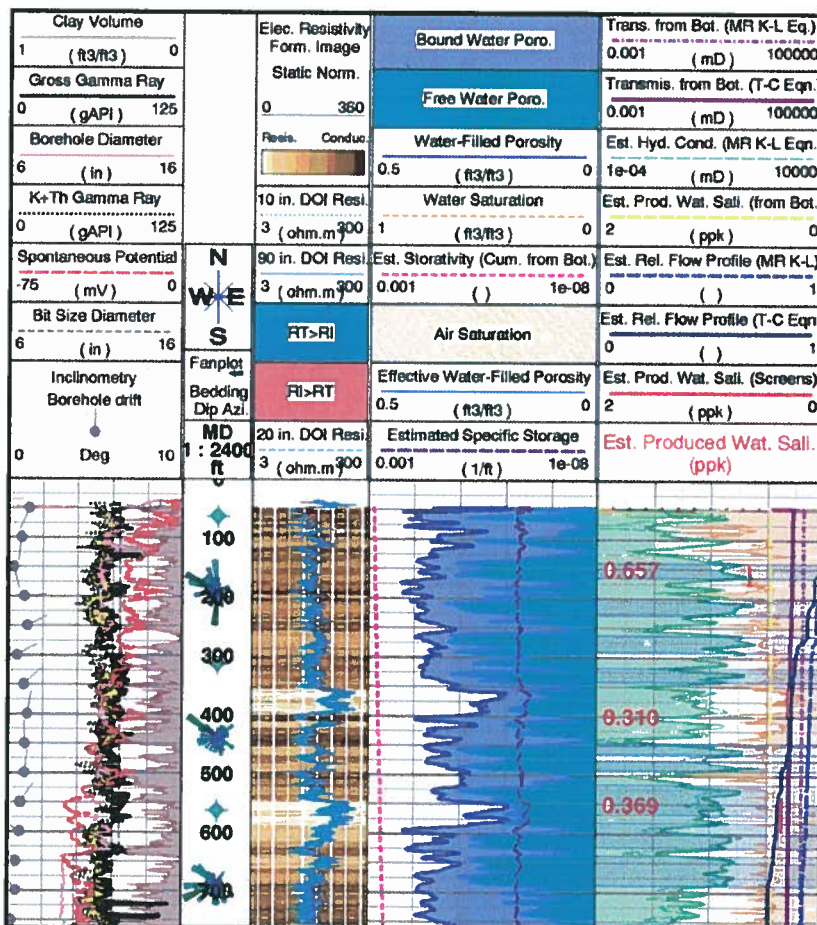 Clay Volume
1 (ft3/ft3) 0
Gross Gamma Ray
0 (gAPI) 125
Borehole Diameter
6 (in) 16
K+Th Gamma Ray
0 (gAPI) 125
Spontaneous Potential
-75 (mV) 0
Bit Size Diameter
6 (in) 16
Inclinometry
Borehole drift
0 Deg 10
N
W E
S
Fanplot
Bedding
Dip Azi.
MD
1 : 2400
ft
Elec. Resistivity
Form. Image
Static Norm.
0 360
Resis. Conduc.
10 in. DOI Resi.
3 (ohm.m) 300
90 in. DOI Resi.
3 (ohm.m) 300
RT>RI
RI>RT
20 in. DOI Resi.
3 (ohm.m) 300
Bound Water Poro.
Free Water Poro.
Water-Filled Porosity
0.5 (ft3/ft3) 0
Water Saturation
1 (ft3/ft3) 0
Est. Storativity (Cum. from Bot.)
0.001 () 1e-08
Air Saturation
Effective Water-Filled Porosity
0.5 (ft3/ft3) 0
Estimated Specific Storage
0.001 (1/ft) 1e-08
Trans. from Bot. (MR K-L Eq.)
0.001 (mD) 100000
Transmis. from Bot. (T-C Eqn.
0.001 (mD) 100000
Est. Hyd. Cond. (MR K-L Eqn.
1e-04 (mD) 10000
Est. Prod. Wat. Sali. (from Bot.
2 (ppk) 0
Est. Rel. Flow Profile (MR K-L)
0 () 1
Est. Rel. Flow Profile (T-C Eqn
0 () 1
Est. Prod. Wat. Sali. (Screens)
2 (ppk) 0
Est. Produced Wat. Sali.
(ppk)
0
100
200
300
400
500
600
700
0.657
0.310
0.369